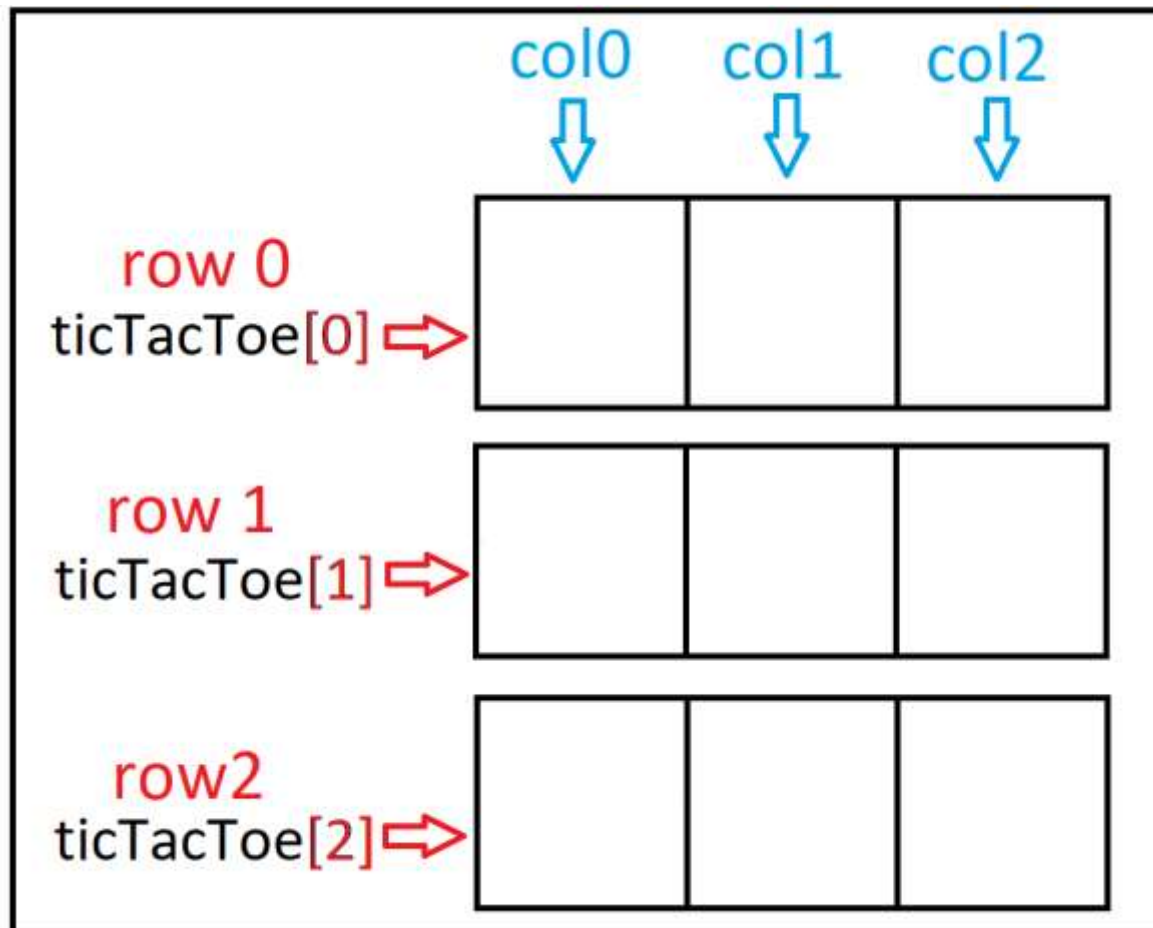 col0 col1 col2
row 0
ticTacToe[0]
row 1
ticTacToe[1]
row2
ticTacToe[2]